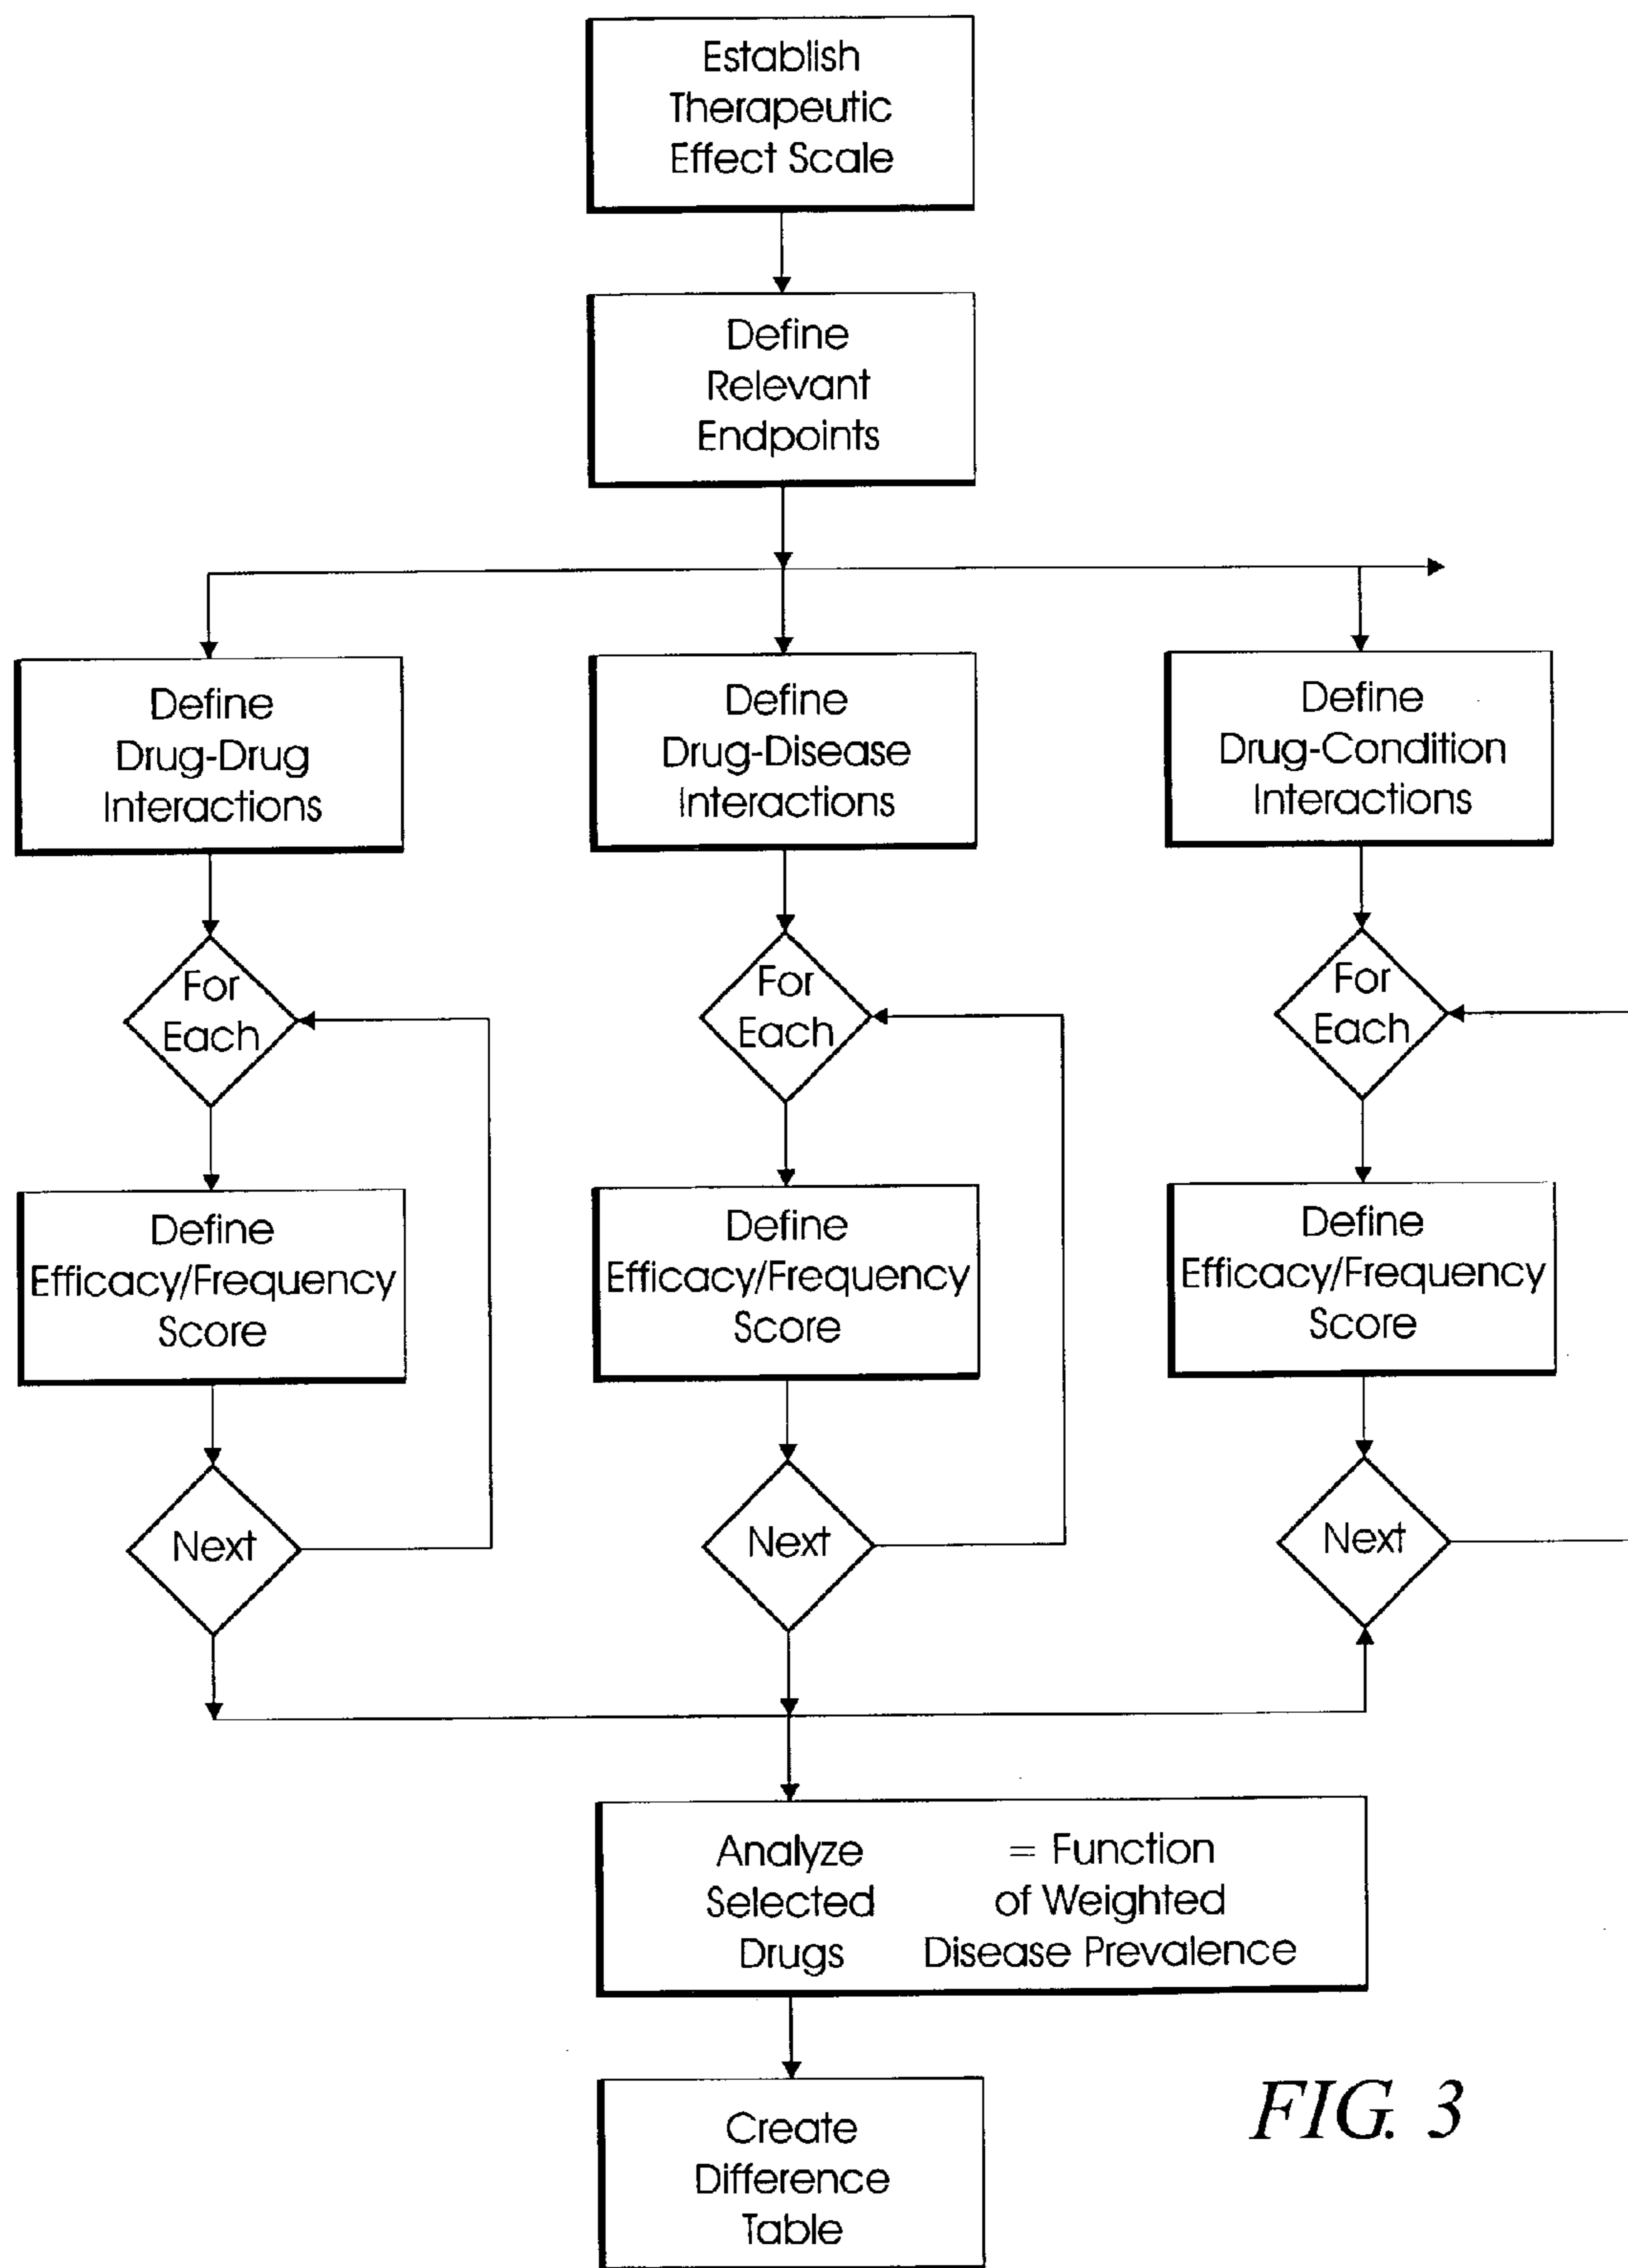 Establish
Therapeutic
Effect Scale
Define
Relevant
Endpoints
Define
Drug-Drug
Interactions
Define
Drug-Disease
Interactions
Define
Drug-Condition
Interactions
For
Each
For
Each
For
Each
Define
Efficacy/Frequency
Score
Define
Efficacy/Frequency
Score
Define
Efficacy/Frequency
Score
Next
Next
Next
Analyze
Selected
Drugs
= Function
of Weighted
Disease Prevalence
Create
Difference
Table
FIG. 3